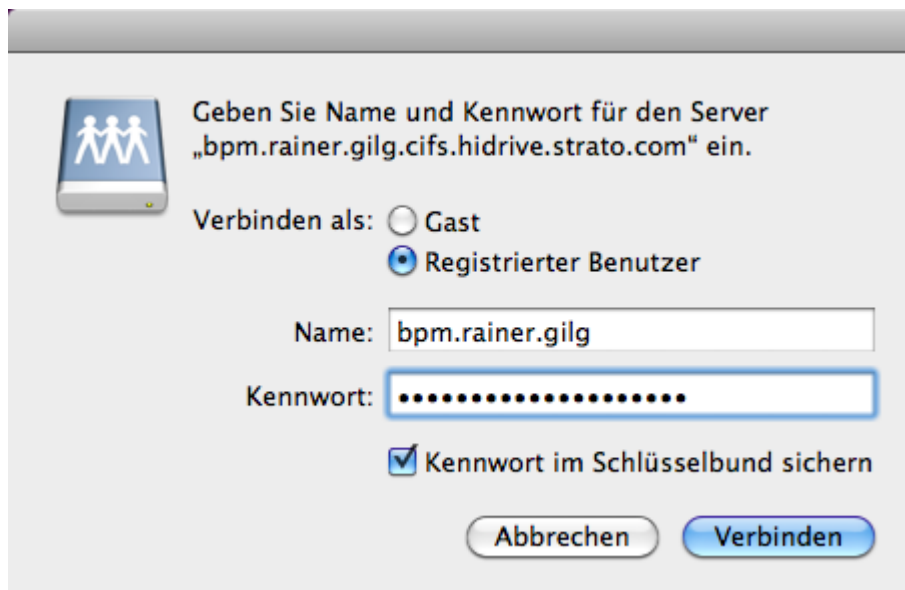 Geben Sie Name und Kennwort für den Server
„bpm.rainer.gilg.cifs.hidrive.strato.com“ ein.
Verbinden als: Gast
Registrierter Benutzer
Name: bpm.rainer.gilg
Kennwort: ••••••••••••••••••••
Kennwort im Schlüsselbund sichern
Abbrechen Verbinden